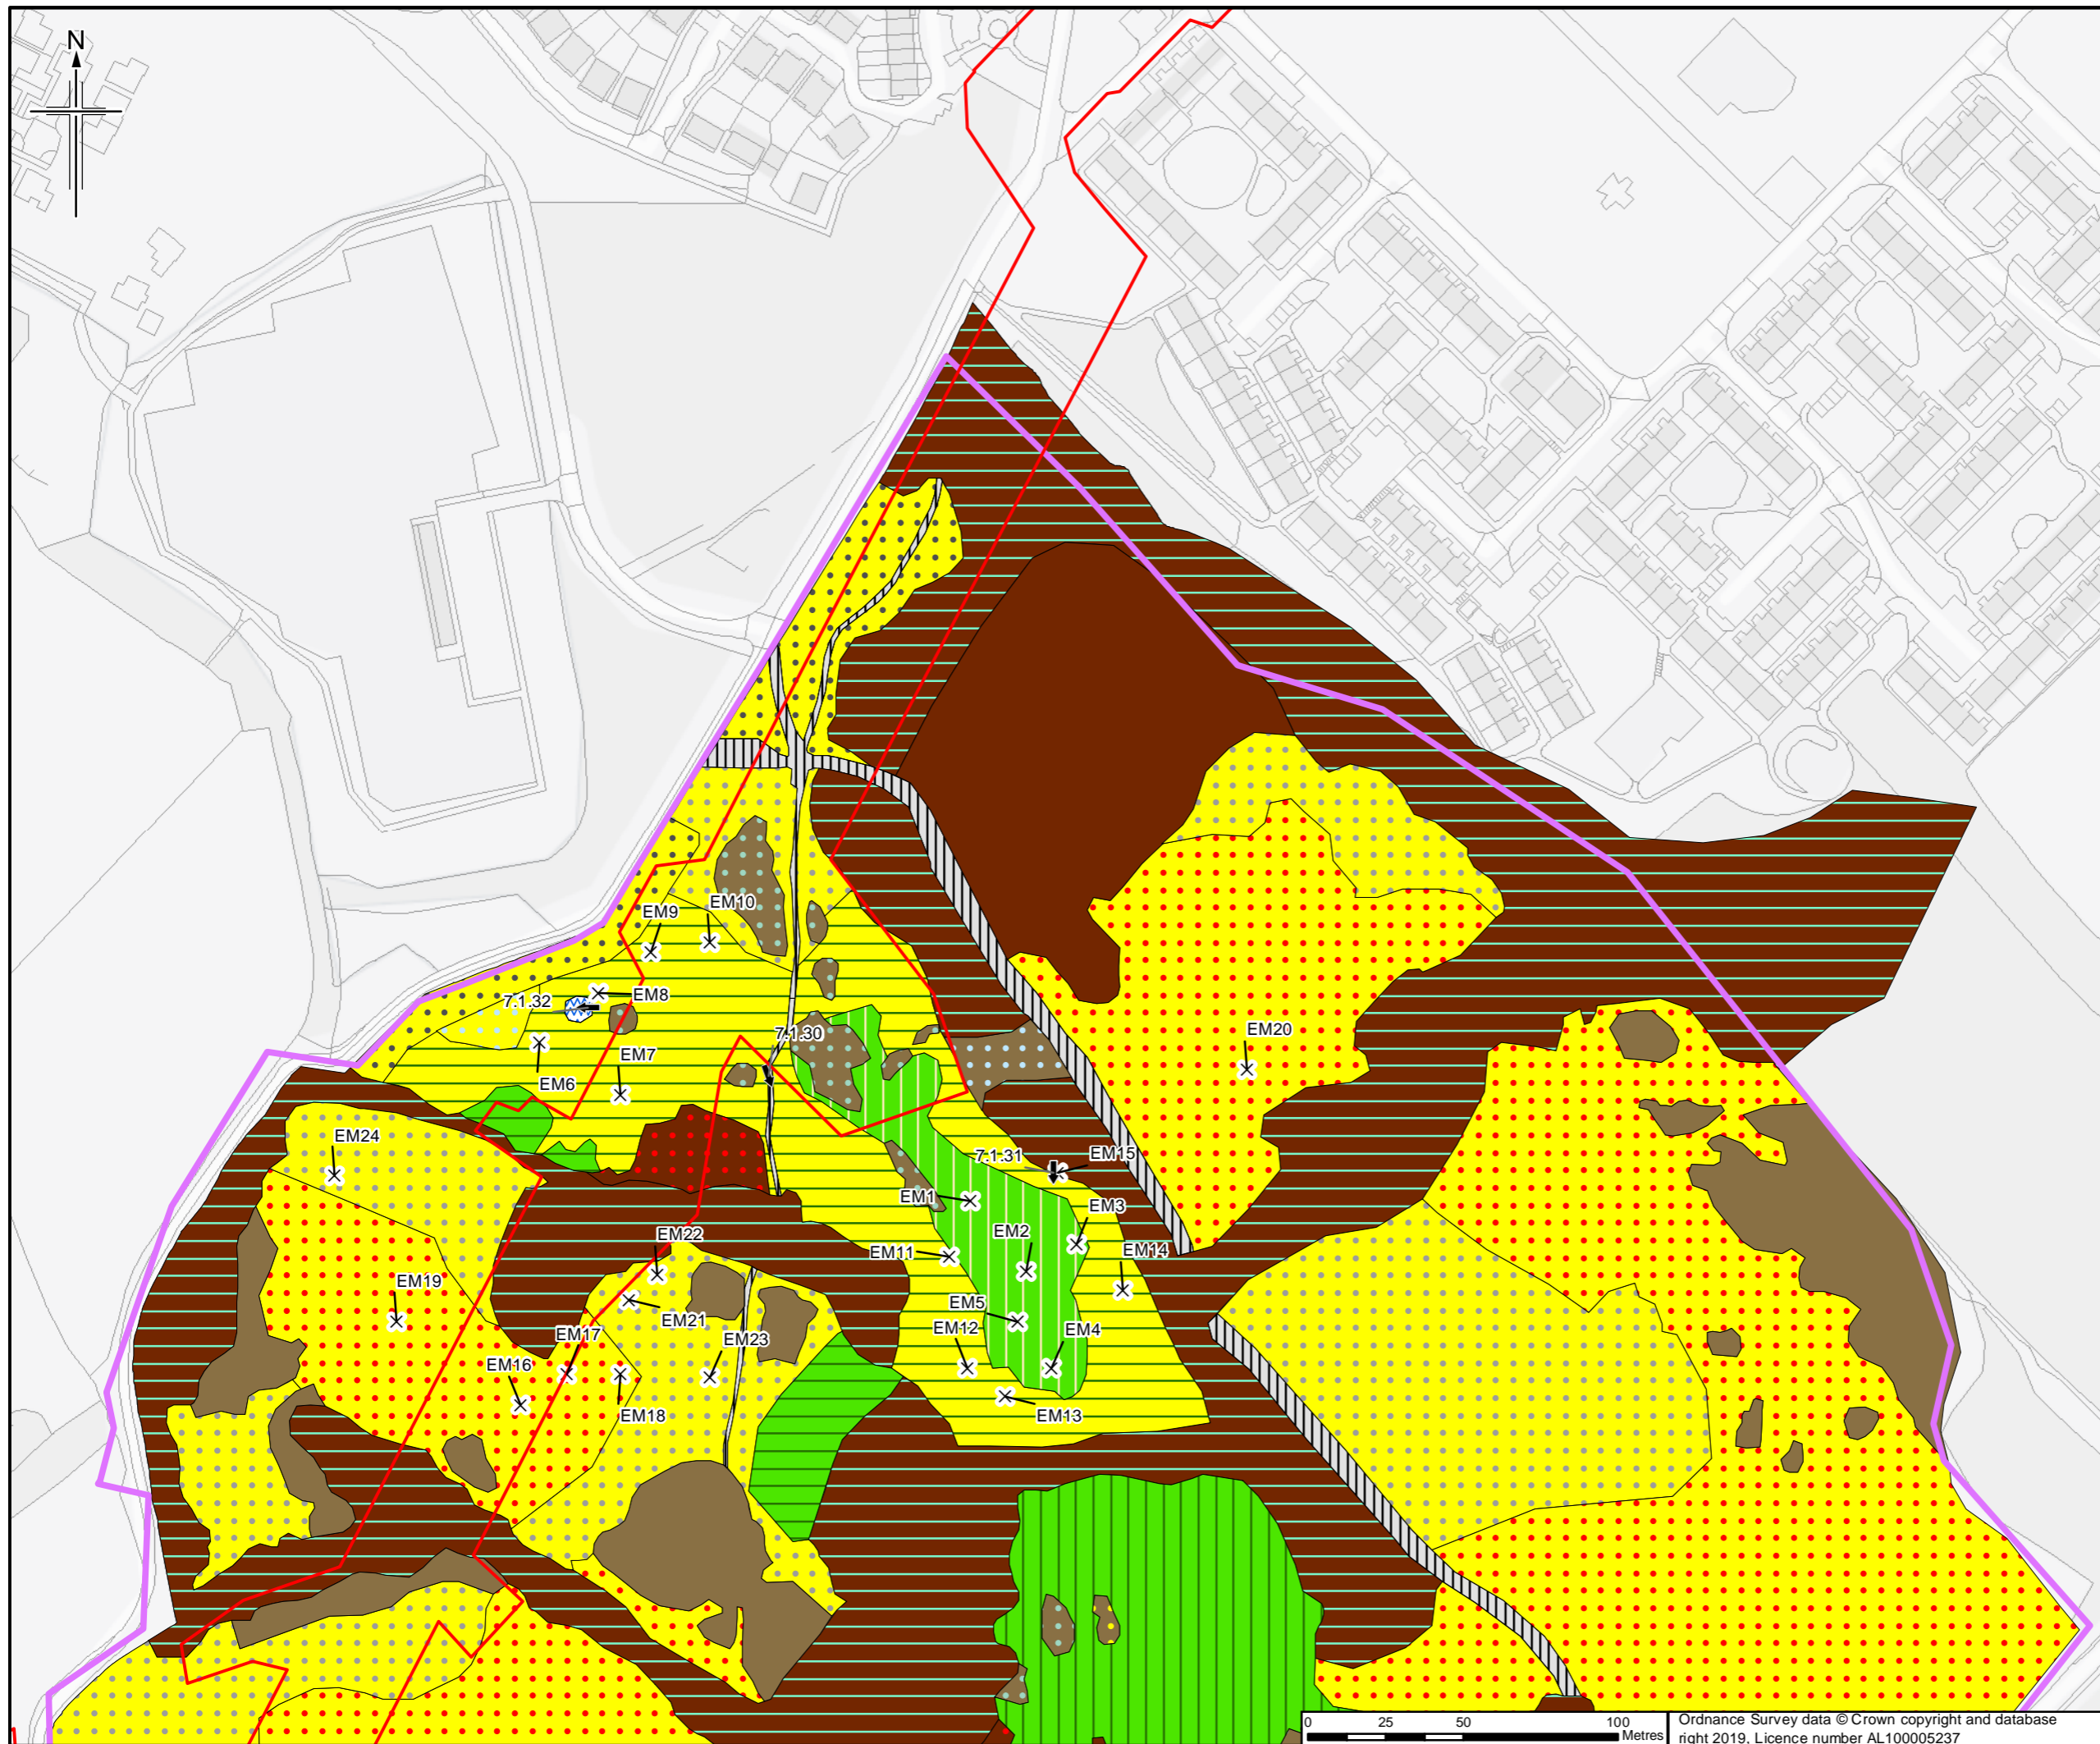 N
EM10
EM9
7.1.32
EM8
7.1.30
EM20
EM7
EM6
EM24
7.1.31
EM15
EM1
EM3
EM22
EM2
EM11
EM14
EM19
EM5
EM21
EM12
EM4
EM17
EM23
EM16
EM18
EM13
0 25 50 100
Metres
Ordnance Survey data © Crown copyright and database
right 2019, Licence number AL100005237